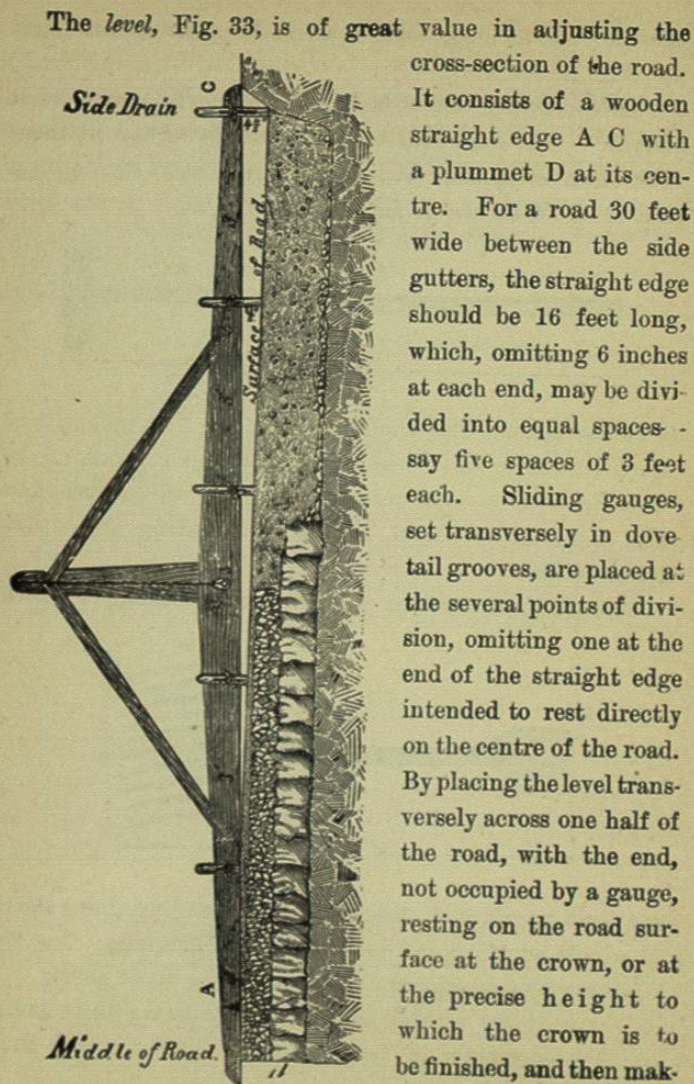 The level, Fig. 33, is of great value in adjusting the
cross-section of the road.
It consists of a wooden
straight edge A C with
a plummet D at its cen-
tre. For a road 30 feet
wide between the side
gutters, the straight edge
should be 16 feet long,
which, omitting 6 inches
at each end, may be divi-
ded into equal spaces-
say five spaces of 3 feet
each. Sliding gauges,
set transversely in dove
tail grooves, are placed at
the several points of divi-
sion, omitting one at the
end of the straight edge
intended to rest directly
on the centre of the road.
By placing the level trans-
versely across one half of
the road, with the end,
not occupied by a gauge,
resting on the road sur-
face at the crown, or at
the precise height to
which the crown is to
be finished, and then mak-
C
Side Drain
Surface of Road
A
Middle of Road.